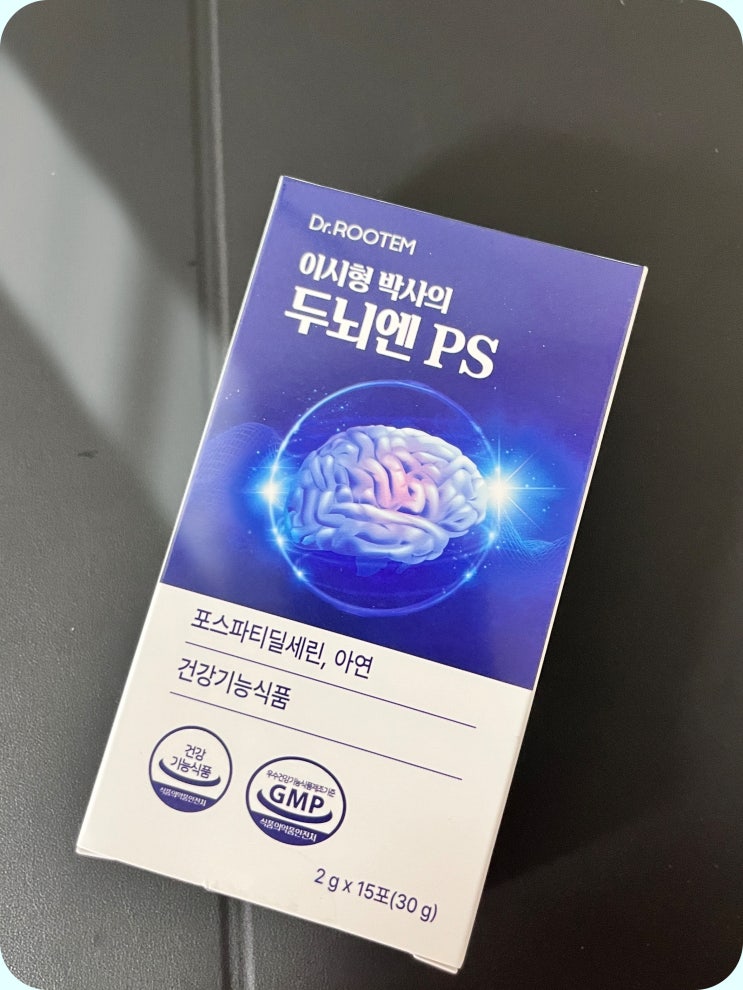 Dr.ROOTEM
이시형 박사의
두뇌엔 PS
포스파티딜세린, 아연
건강기능식품
건강
기능식품
식품의약품안전처
우수건강기능식품제조기준
GMP
식품의약품안전처
2 g x 15포(30 g)